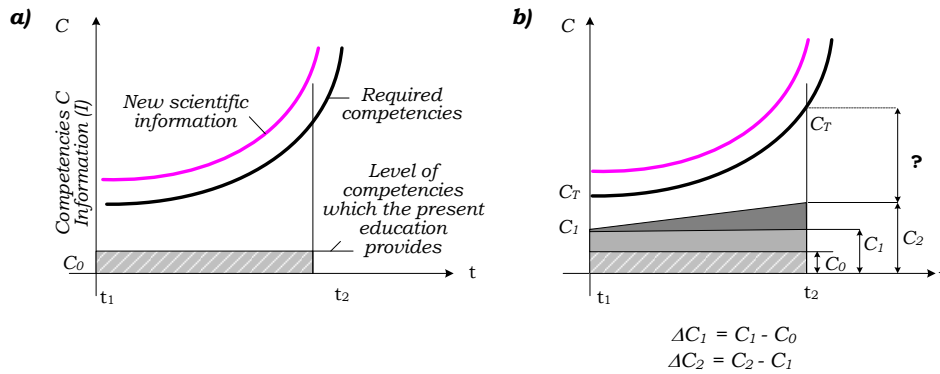 a)
C
Competencies C
Information (I)
New scientific
information
Required
competencies
Level of
competencies
which the present
education
provides
C0
t1
t2
t
b)
C
CT
CT
?
C1
C2
C1
C0
t1
t2
t
ΔC1 = C1 - C0
ΔC2 = C2 - C1